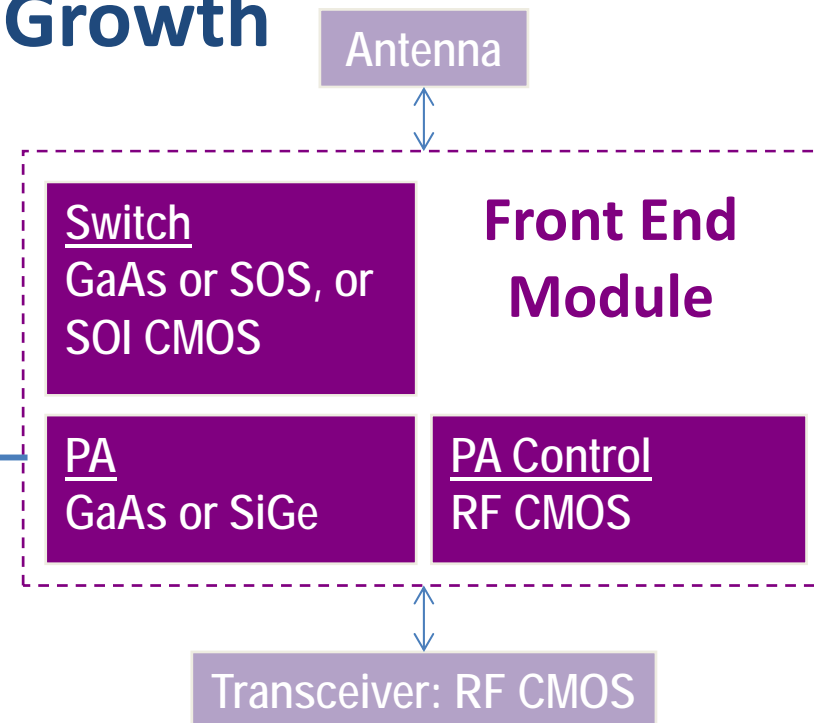 Growth
Antenna
Switch
GaAs or SOS, or
SOI CMOS
Front End
Module
PA
GaAs or SiGe
PA Control
RF CMOS
Transceiver: RF CMOS